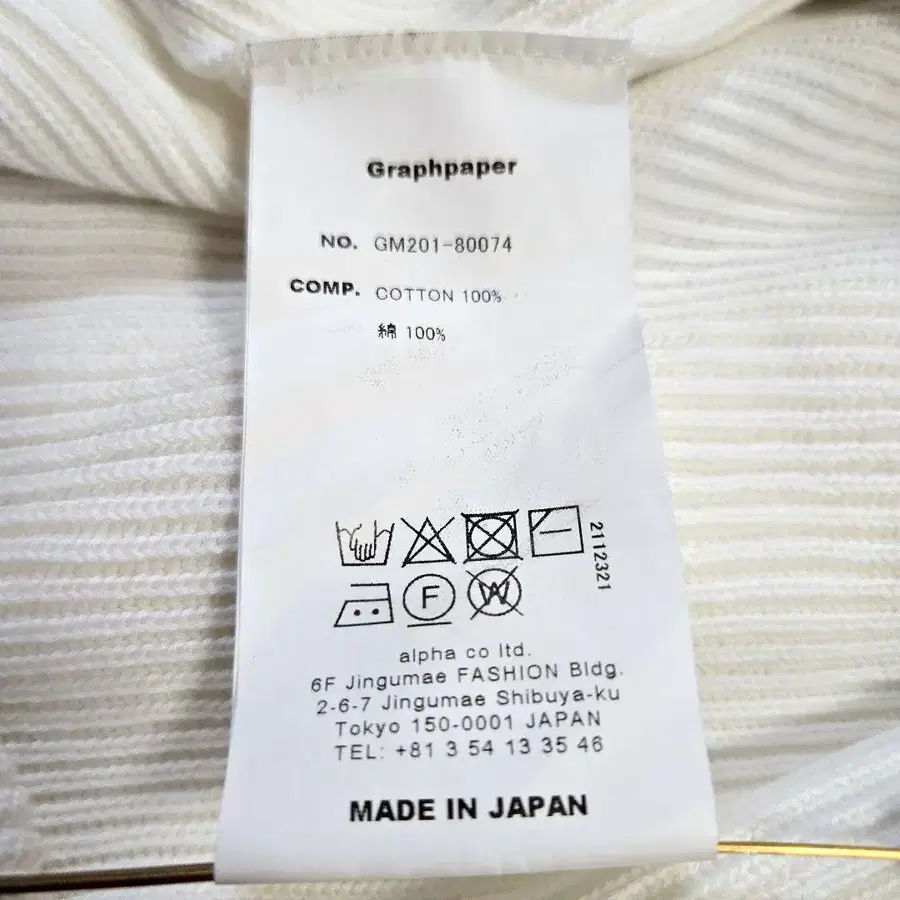 Graphpaper
NO. GM201-80074
COMP. COTTON 100%
綿 100%
2112321
F W
alpha co ltd.
6F Jingumae FASHION Bldg.
2-6-7 Jingumae Shibuya-ku
Tokyo 150-0001 JAPAN
TEL: +81 3 54 13 35 46
MADE IN JAPAN